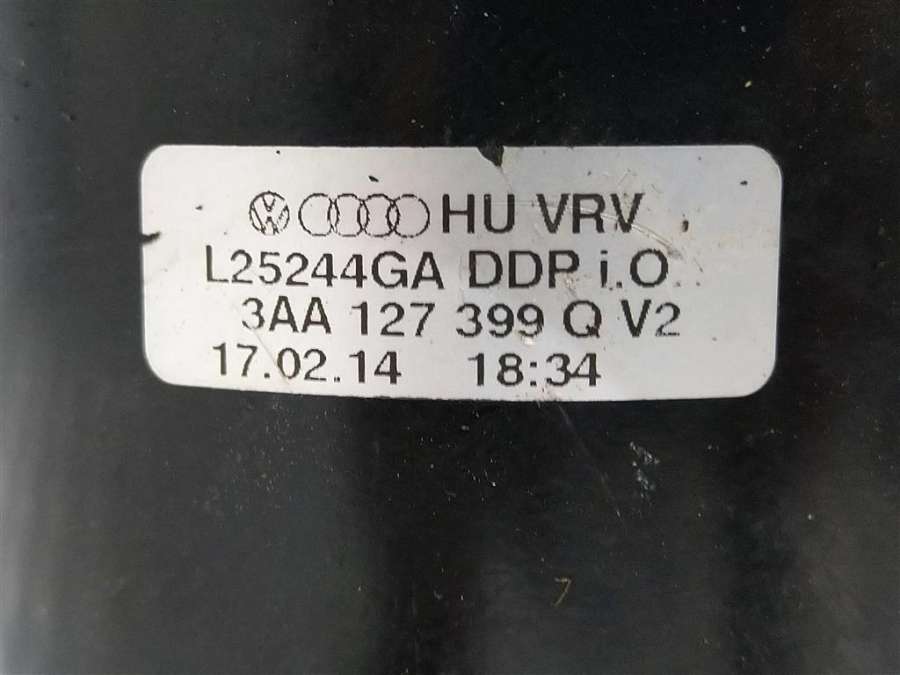 HU VRV
L25244GA DDP i.O
3AA 127 399 Q V2
17.02.14 18:34